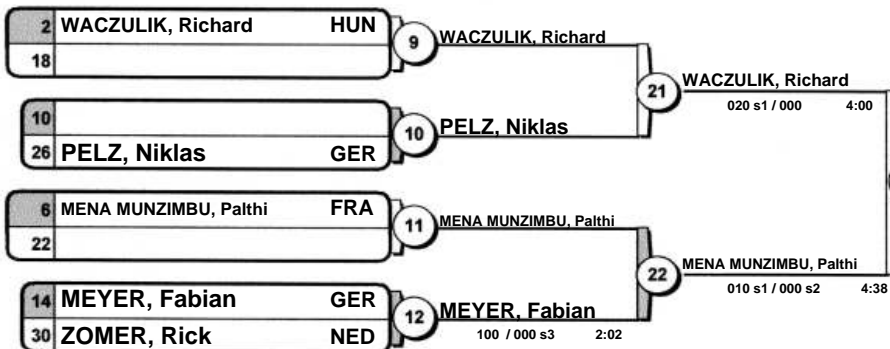 2 WACZULIK, Richard HUN
18
9 WACZULIK, Richard
10
26 PELZ, Niklas GER
10 PELZ, Niklas
21 WACZULIK, Richard
020 s1 / 000 4:00
6 MENA MUNZIMBU, Palthi FRA
22
11 MENA MUNZIMBU, Palthi
14 MEYER, Fabian GER
30 ZOMER, Rick NED
12 MEYER, Fabian
100 / 000 s3 2:02
22 MENA MUNZIMBU, Palthi
010 s1 / 000 s2 4:38